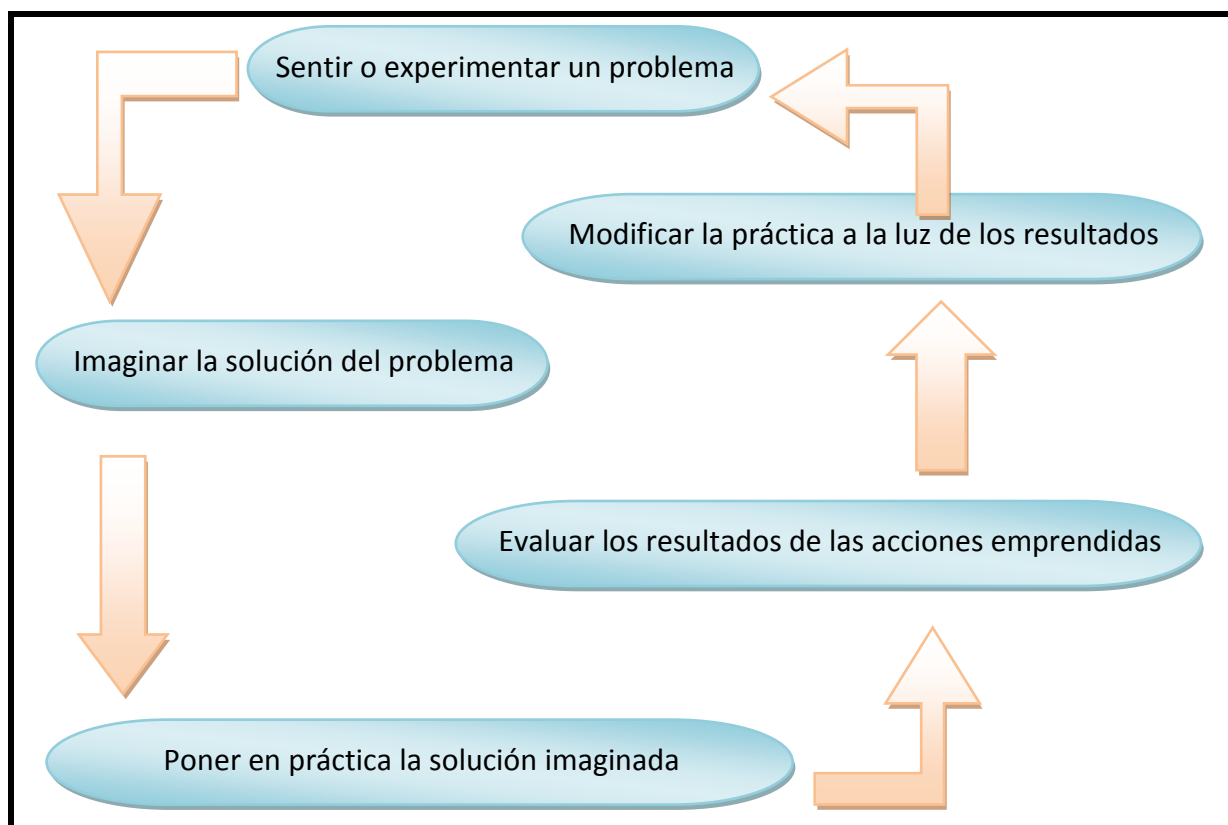 Sentir o experimentar un problema
Modificar la práctica a la luz de los resultados
Imaginar la solución del problema
Evaluar los resultados de las acciones emprendidas
Poner en práctica la solución imaginada